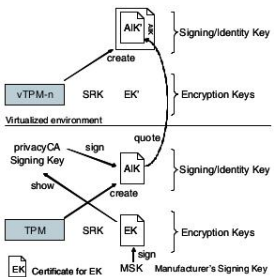 AIK' AIK Signing/Identity Key
create
vTPM-n SRK EK' Encryption Keys
Virtualized environment
quote
privacyCA sign
Signing Key AIK Signing/Identity Key
show create
TPM SRK EK Encryption Keys
sign
EK Certificate for EK MSK Manufacturer's Signing Key